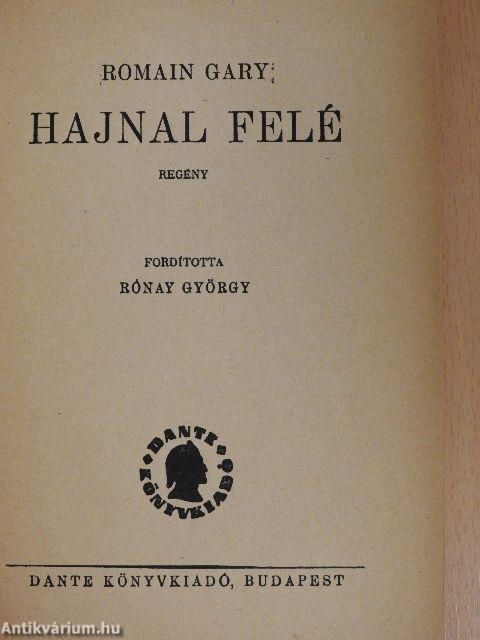 ROMAIN GARY
HAJNAL FELÉ
REGÉNY
FORDÍTOTTA
RÓNAY GYÖRGY
DANTE
KÖNYVKIADÓ
DANTE KÖNYVKIADÓ, BUDAPEST
Antikvárium.hu